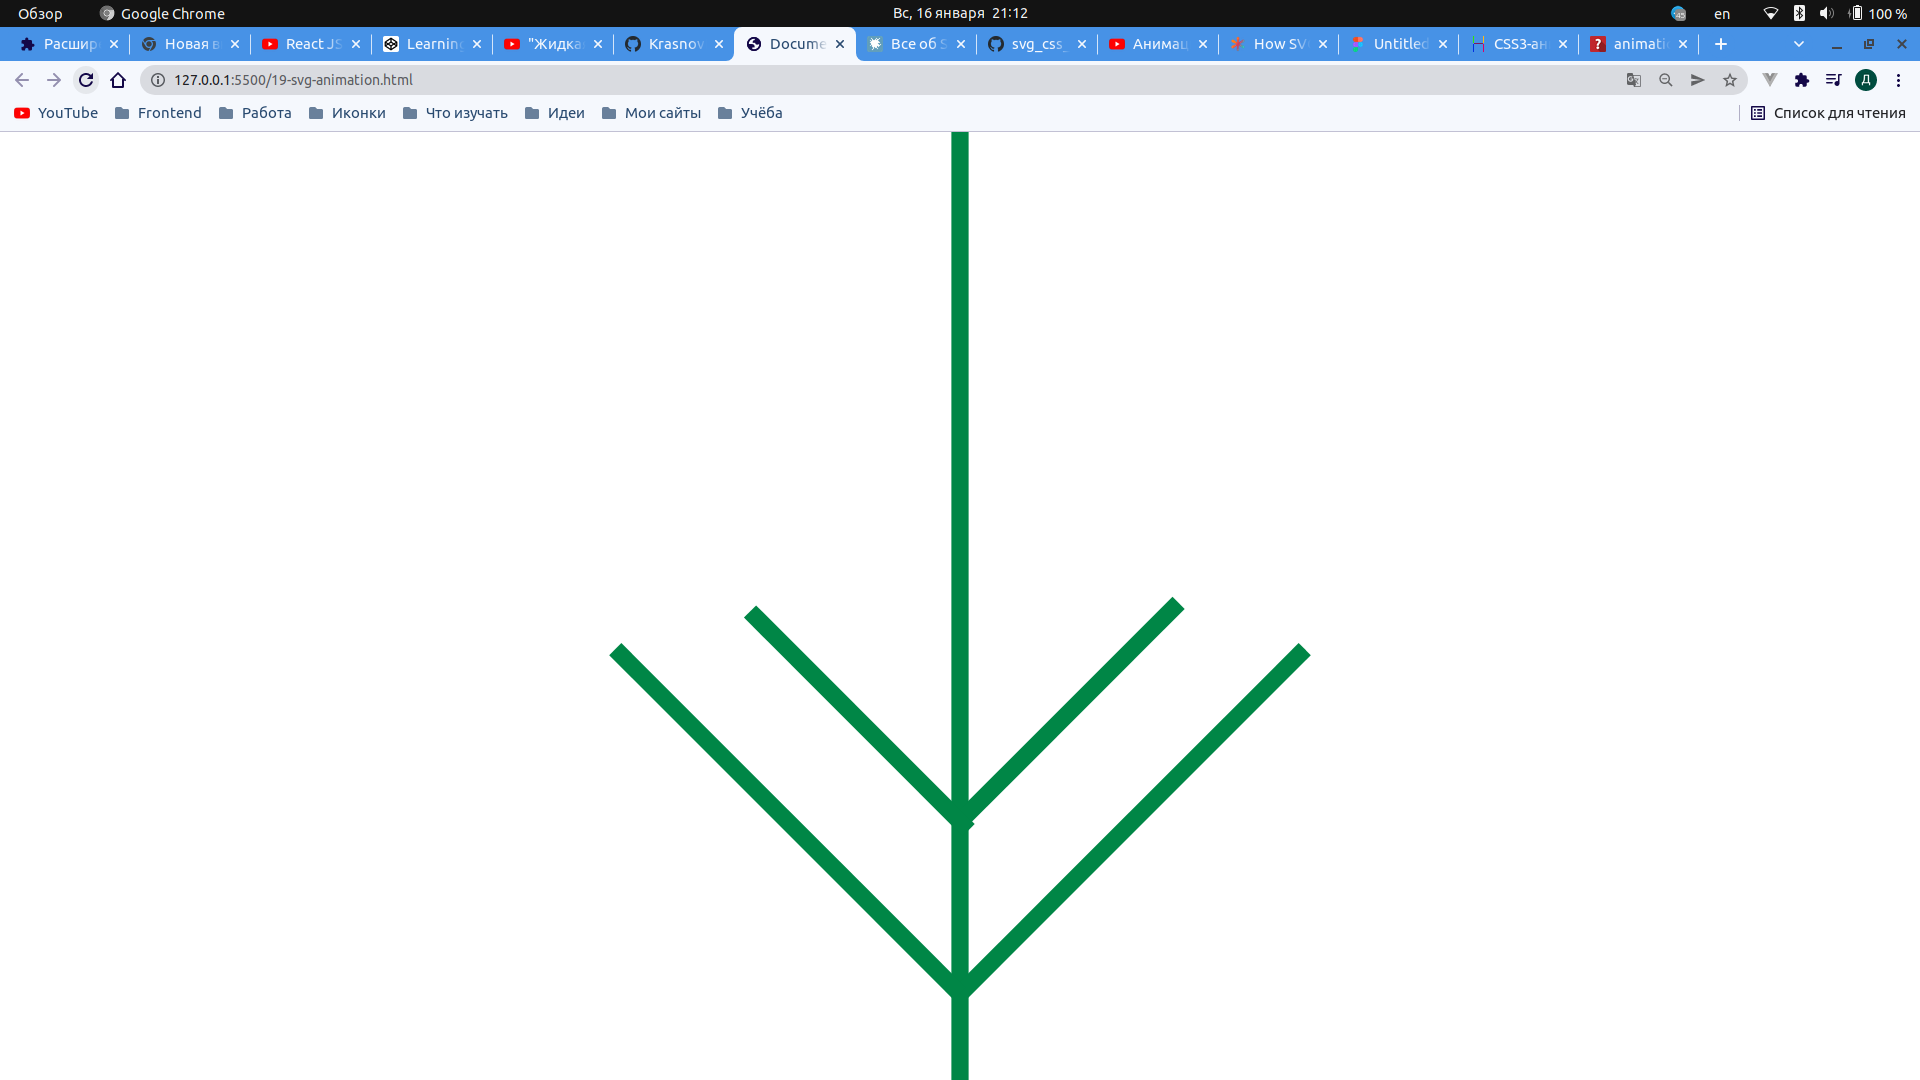 Обзор Google Chrome Вс, 16 января 21:12 en 100 %
Расшир Новая в React JS Learning "Жидка Krasnov Docume Все об S svg_css_ Анимац How SV Untitled CSS3-ан animati
127.0.0.1:5500/19-svg-animation.html Д
YouTube Frontend Работа Иконки Что изучать Идеи Мои сайты Учёба Список для чтения